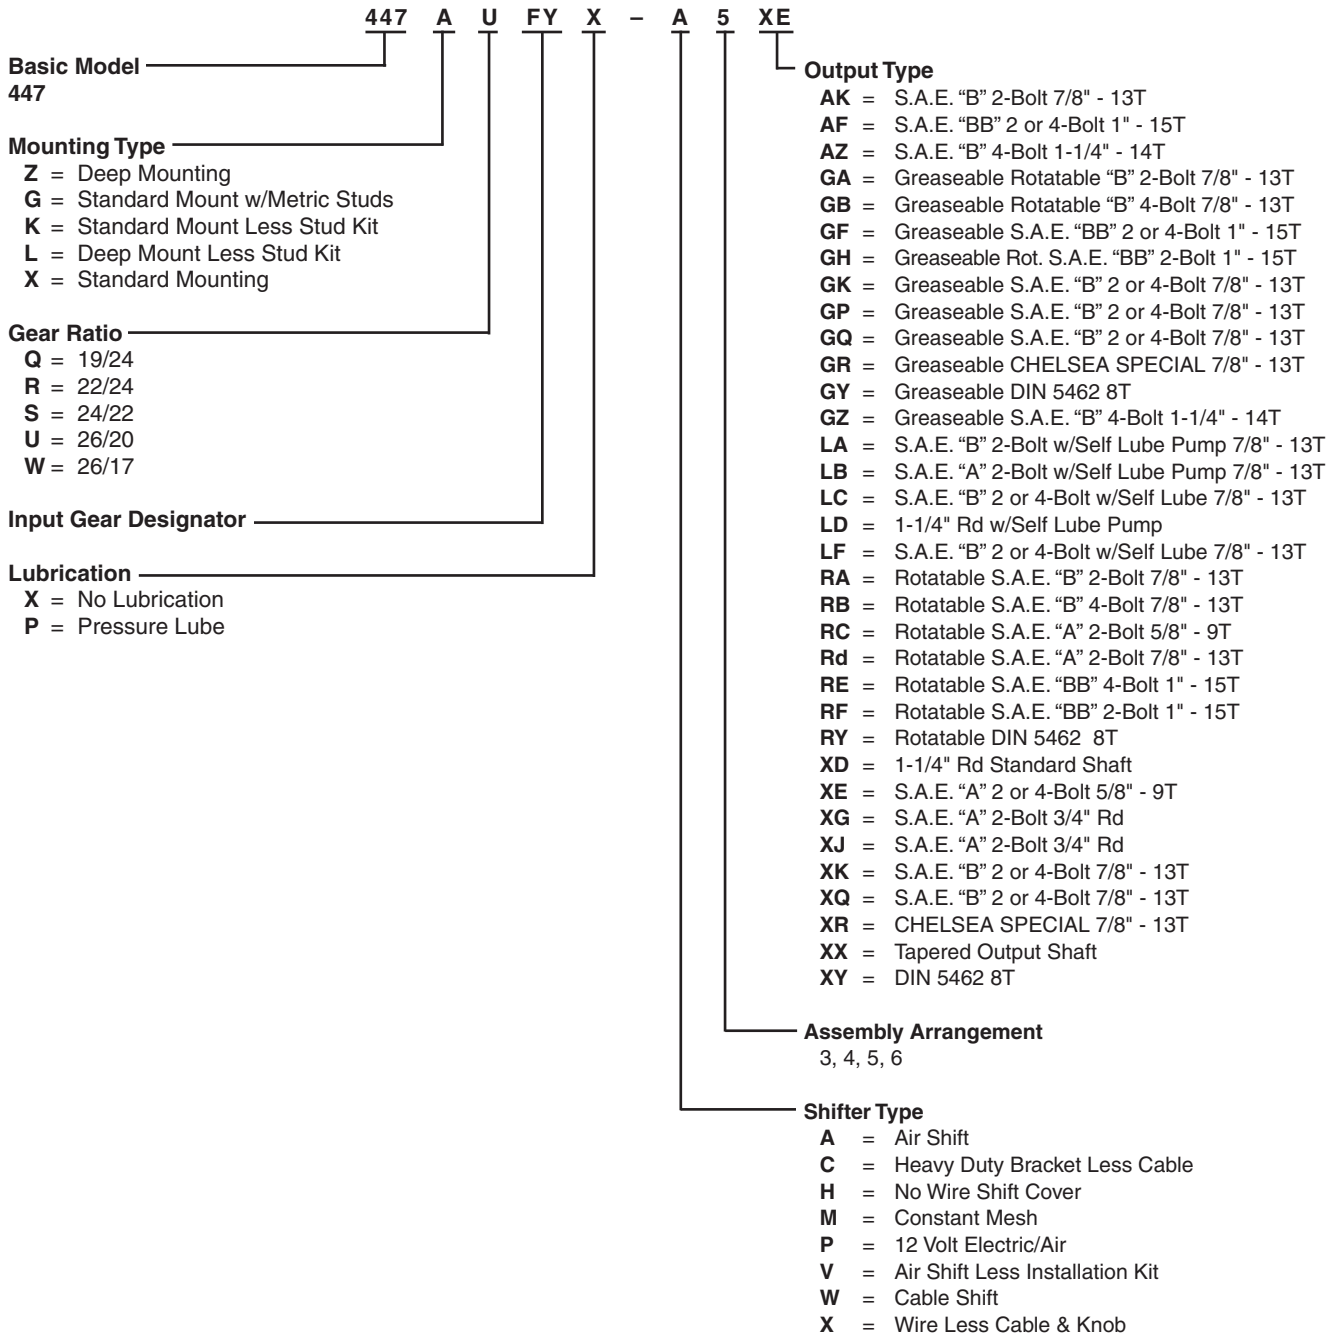 447 A U FY X – A 5 XE
Basic Model
447
Mounting Type
Z = Deep Mounting
G = Standard Mount w/Metric Studs
K = Standard Mount Less Stud Kit
L = Deep Mount Less Stud Kit
X = Standard Mounting
Gear Ratio
Q = 19/24
R = 22/24
S = 24/22
U = 26/20
W = 26/17
Input Gear Designator
Lubrication
X = No Lubrication
P = Pressure Lube
Output Type
AK = S.A.E. “B” 2-Bolt 7/8" - 13T
AF = S.A.E. “BB” 2 or 4-Bolt 1" - 15T
AZ = S.A.E. “B” 4-Bolt 1-1/4" - 14T
GA = Greaseable Rotatable “B” 2-Bolt 7/8" - 13T
GB = Greaseable Rotatable “B” 4-Bolt 7/8" - 13T
GF = Greaseable S.A.E. “BB” 2 or 4-Bolt 1" - 15T
GH = Greaseable Rot. S.A.E. “BB” 2-Bolt 1" - 15T
GK = Greaseable S.A.E. “B” 2 or 4-Bolt 7/8" - 13T
GP = Greaseable S.A.E. “B” 2 or 4-Bolt 7/8" - 13T
GQ = Greaseable S.A.E. “B” 2 or 4-Bolt 7/8" - 13T
GR = Greaseable CHELSEA SPECIAL 7/8" - 13T
GY = Greaseable DIN 5462 8T
GZ = Greaseable S.A.E. “B” 4-Bolt 1-1/4" - 14T
LA = S.A.E. “B” 2-Bolt w/Self Lube Pump 7/8" - 13T
LB = S.A.E. “A” 2-Bolt w/Self Lube Pump 7/8" - 13T
LC = S.A.E. “B” 2 or 4-Bolt w/Self Lube 7/8" - 13T
LD = 1-1/4" Rd w/Self Lube Pump
LF = S.A.E. “B” 2 or 4-Bolt w/Self Lube 7/8" - 13T
RA = Rotatable S.A.E. “B” 2-Bolt 7/8" - 13T
RB = Rotatable S.A.E. “B” 4-Bolt 7/8" - 13T
RC = Rotatable S.A.E. “A” 2-Bolt 5/8" - 9T
Rd = Rotatable S.A.E. “A” 2-Bolt 7/8" - 13T
RE = Rotatable S.A.E. “BB” 4-Bolt 1" - 15T
RF = Rotatable S.A.E. “BB” 2-Bolt 1" - 15T
RY = Rotatable DIN 5462 8T
XD = 1-1/4" Rd Standard Shaft
XE = S.A.E. “A” 2 or 4-Bolt 5/8" - 9T
XG = S.A.E. “A” 2-Bolt 3/4" Rd
XJ = S.A.E. “A” 2-Bolt 3/4" Rd
XK = S.A.E. “B” 2 or 4-Bolt 7/8" - 13T
XQ = S.A.E. “B” 2 or 4-Bolt 7/8" - 13T
XR = CHELSEA SPECIAL 7/8" - 13T
XX = Tapered Output Shaft
XY = DIN 5462 8T
Assembly Arrangement
3, 4, 5, 6
Shifter Type
A = Air Shift
C = Heavy Duty Bracket Less Cable
H = No Wire Shift Cover
M = Constant Mesh
P = 12 Volt Electric/Air
V = Air Shift Less Installation Kit
W = Cable Shift
X = Wire Less Cable & Knob